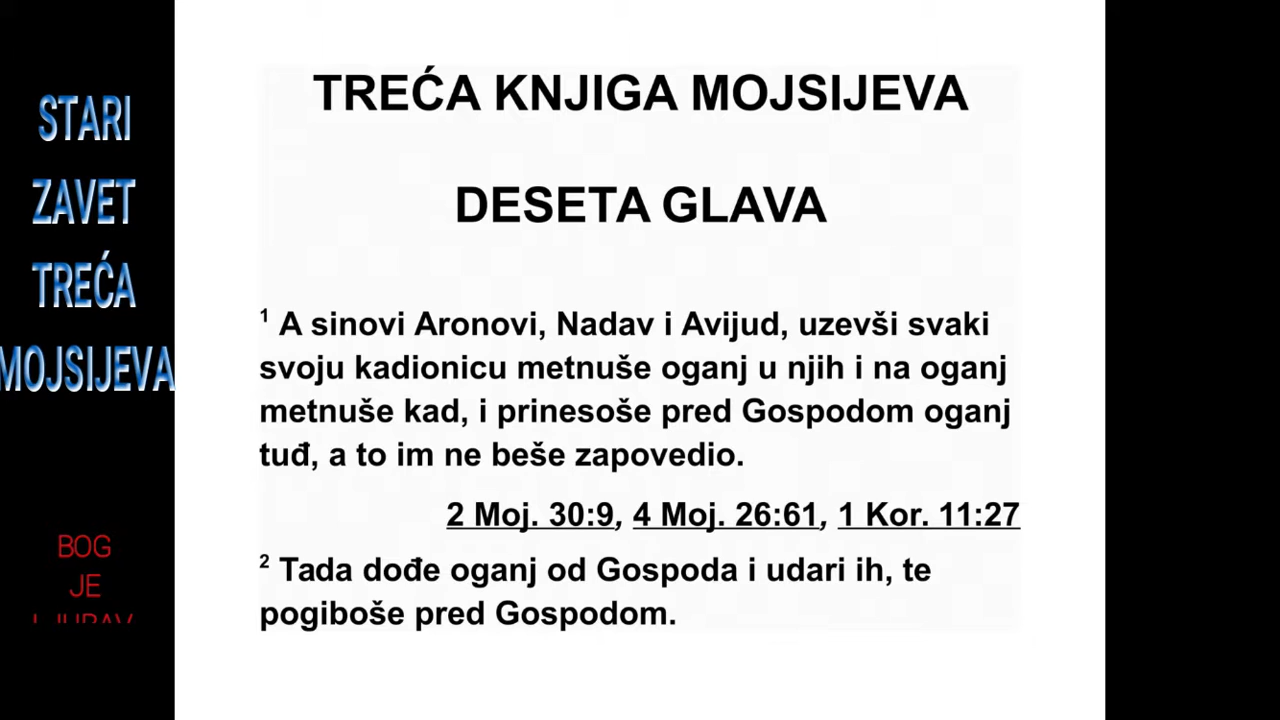 STARI
ZAVET
TREĆA
MOJSIJEVA
BOG
JE
TREĆA KNJIGA MOJSIJEVA
DESETA GLAVA
1 A sinovi Aronovi, Nadav i Avijud, uzevši svaki
svoju kadionicu metnuše oganj u njih i na oganj
metnuše kad, i prinesoše pred Gospodom oganj
tuđ, a to im ne beše zapovedio.
2 Moj. 30:9, 4 Moj. 26:61, 1 Kor. 11:27
2 Tada dođe oganj od Gospoda i udari ih, te
pogiboše pred Gospodom.